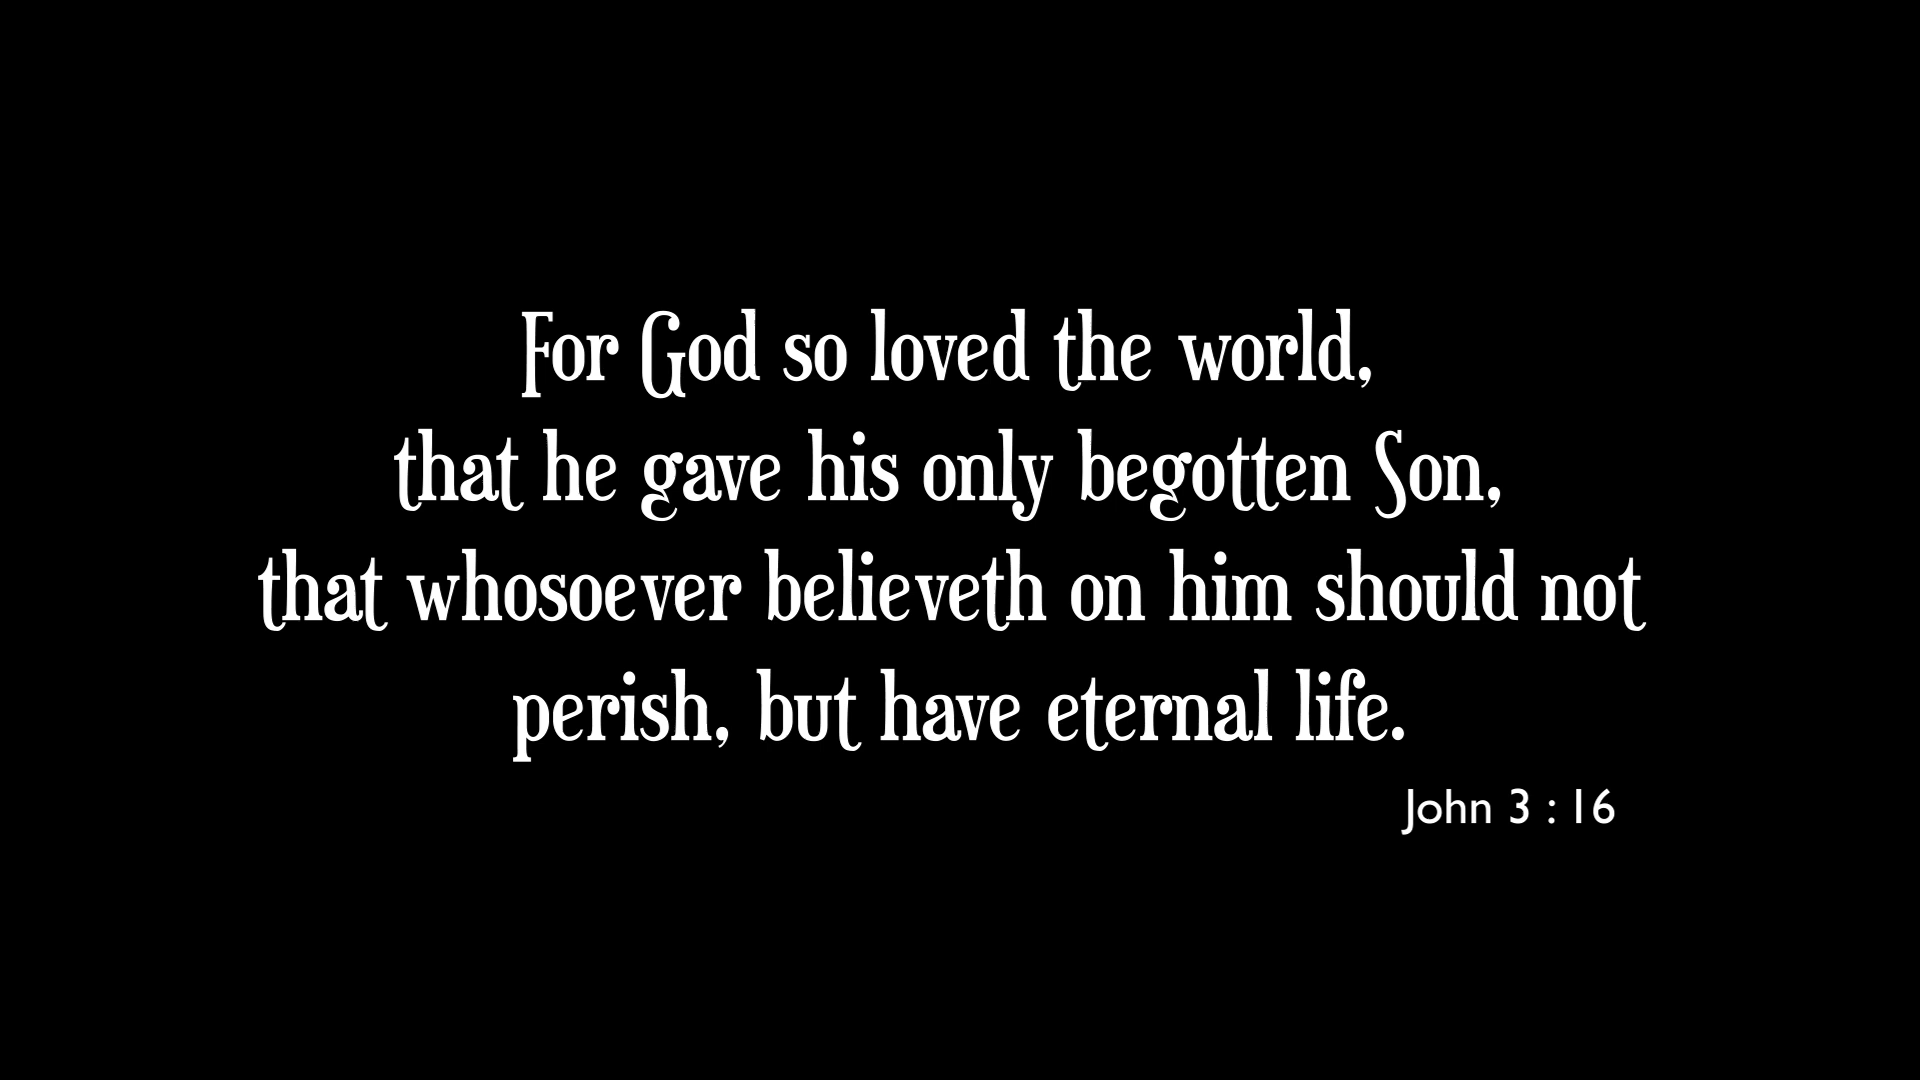 For God so loved the world,
that he gave his only begotten Son,
that whosoever believeth on him should not
perish, but have eternal life.
John 3 : 16